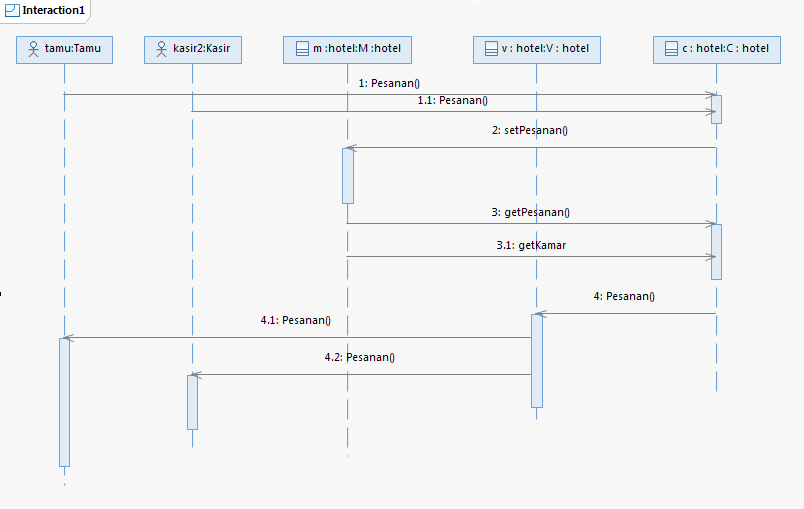 Interaction1
tamu:Tamu
kasir2:Kasir
m :hotel:M :hotel
v : hotel:V : hotel
c : hotel:C : hotel
1: Pesanan()
1.1: Pesanan()
2: setPesanan()
3: getPesanan()
3.1: getKamar
4: Pesanan()
4.1: Pesanan()
4.2: Pesanan()